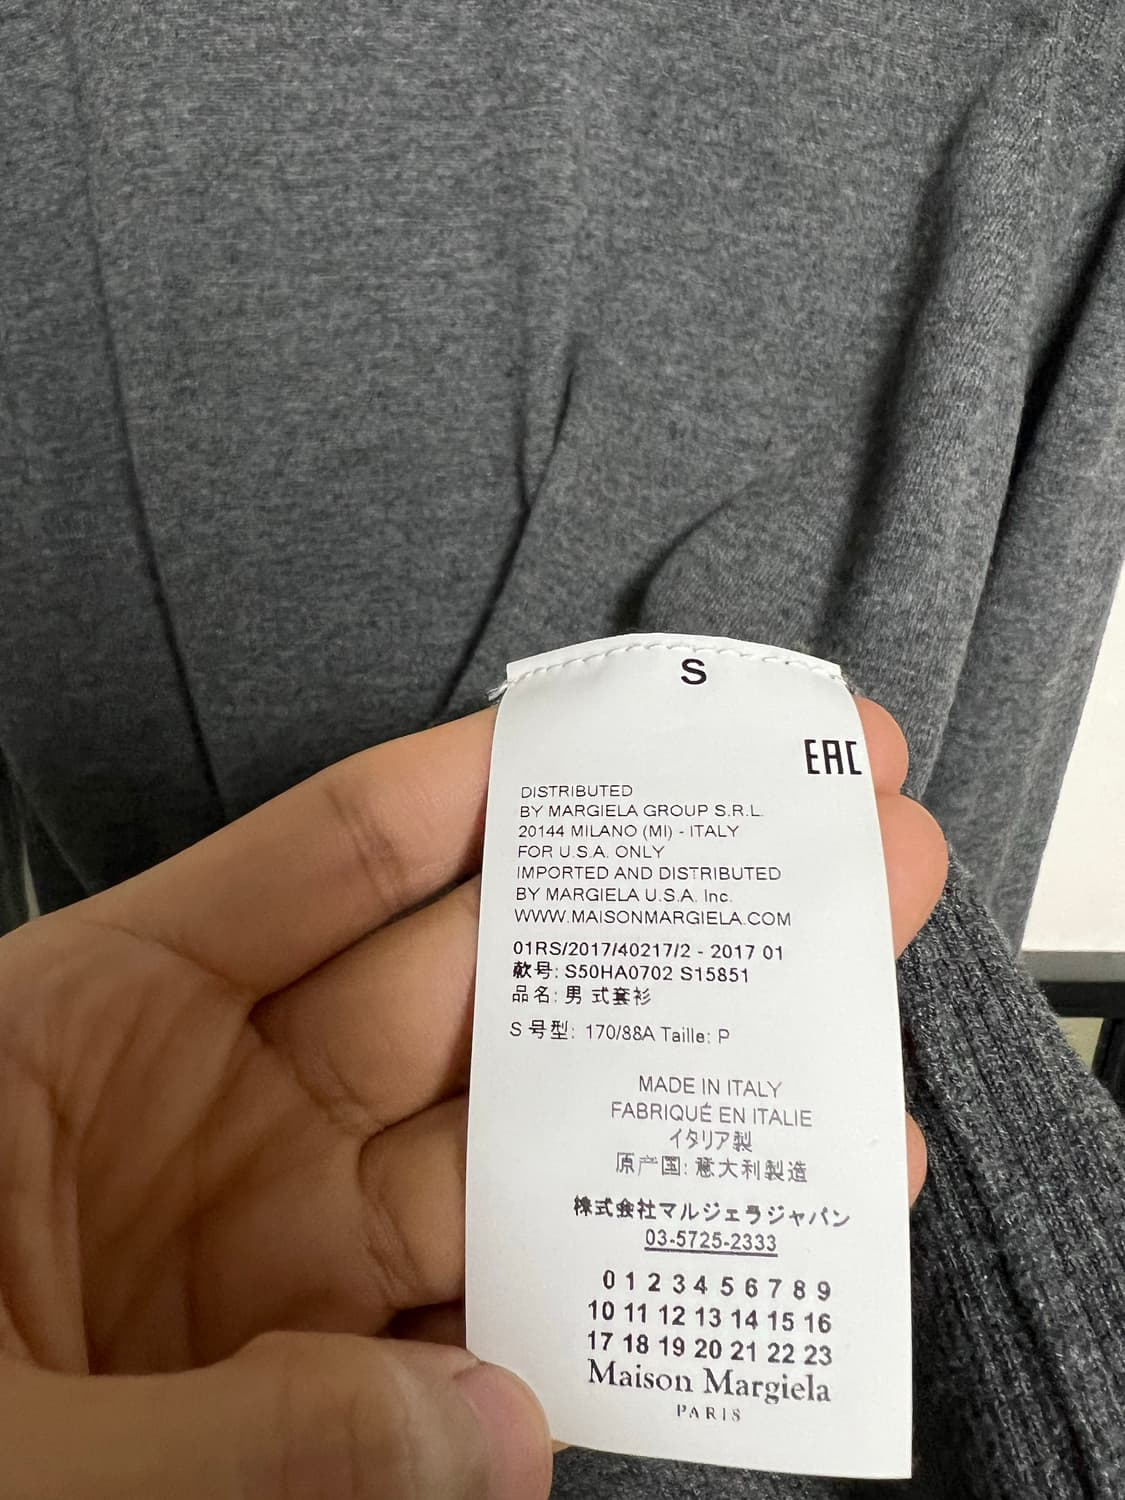 S
EAC
DISTRIBUTED
BY MARGIELA GROUP S.R.L.
20144 MILANO (MI) - ITALY
FOR U.S.A. ONLY
IMPORTED AND DISTRIBUTED
BY MARGIELA U.S.A. Inc.
WWW.MAISONMARGIELA.COM
01RS/2017/40217/2 - 2017 01
款号: S50HA0702 S15851
品名: 男 式套衫
S 号型: 170/88A Taille: P
MADE IN ITALY
FABRIQUÉ EN ITALIE
イタリア製
原产国: 意大利製造
株式会社マルジェラジャパン
03-5725-2333
0 1 2 3 4 5 6 7 8 9
10 11 12 13 14 15 16
17 18 19 20 21 22 23
Maison Margiela
PARIS